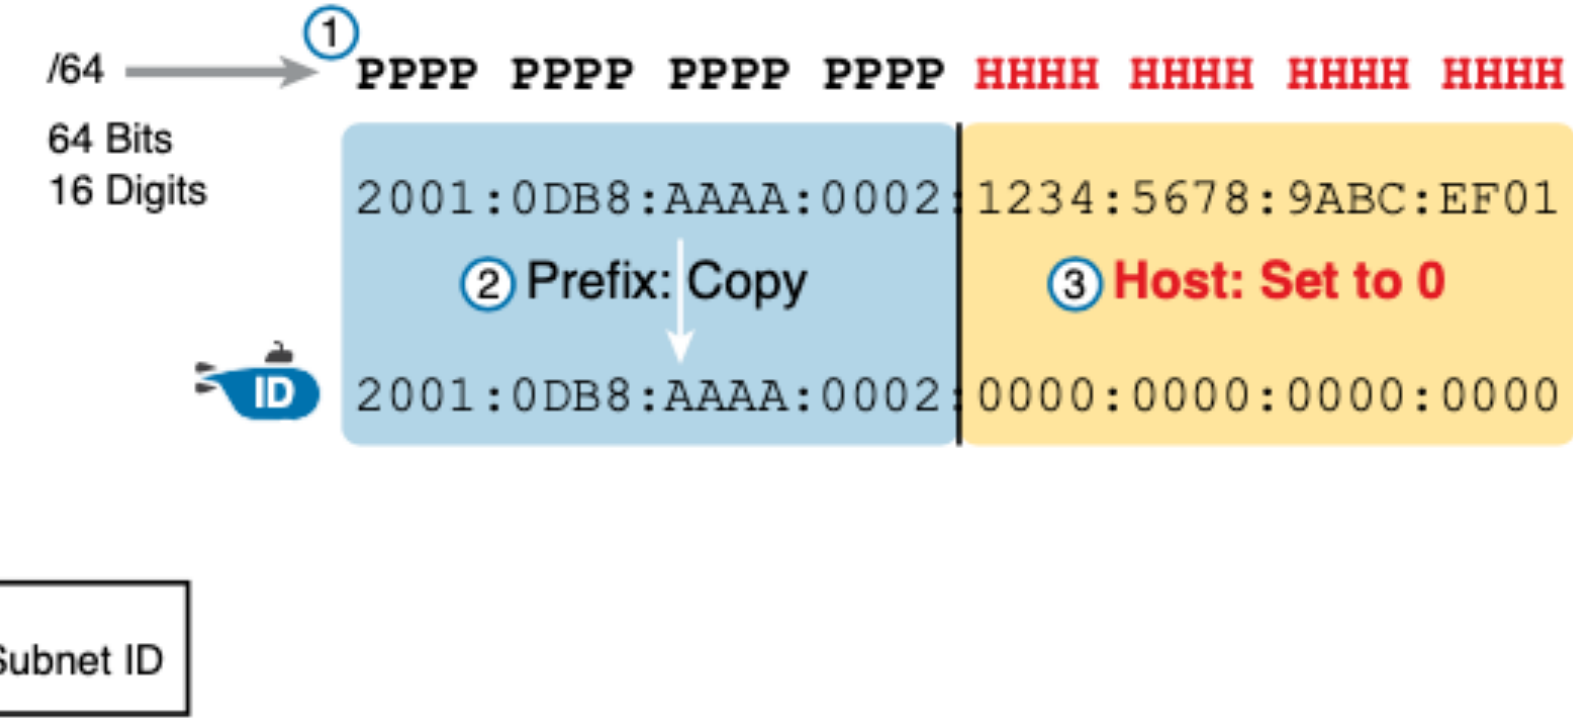 1
/64 PPPP PPPP PPPP PPPP HHHH HHHH HHHH HHHH
64 Bits
16 Digits
2001:0DB8:AAAA:0002:1234:5678:9ABC:EF01
2 Prefix: Copy
3 Host: Set to 0
ID 2001:0DB8:AAAA:0002:0000:0000:0000:0000
Subnet ID